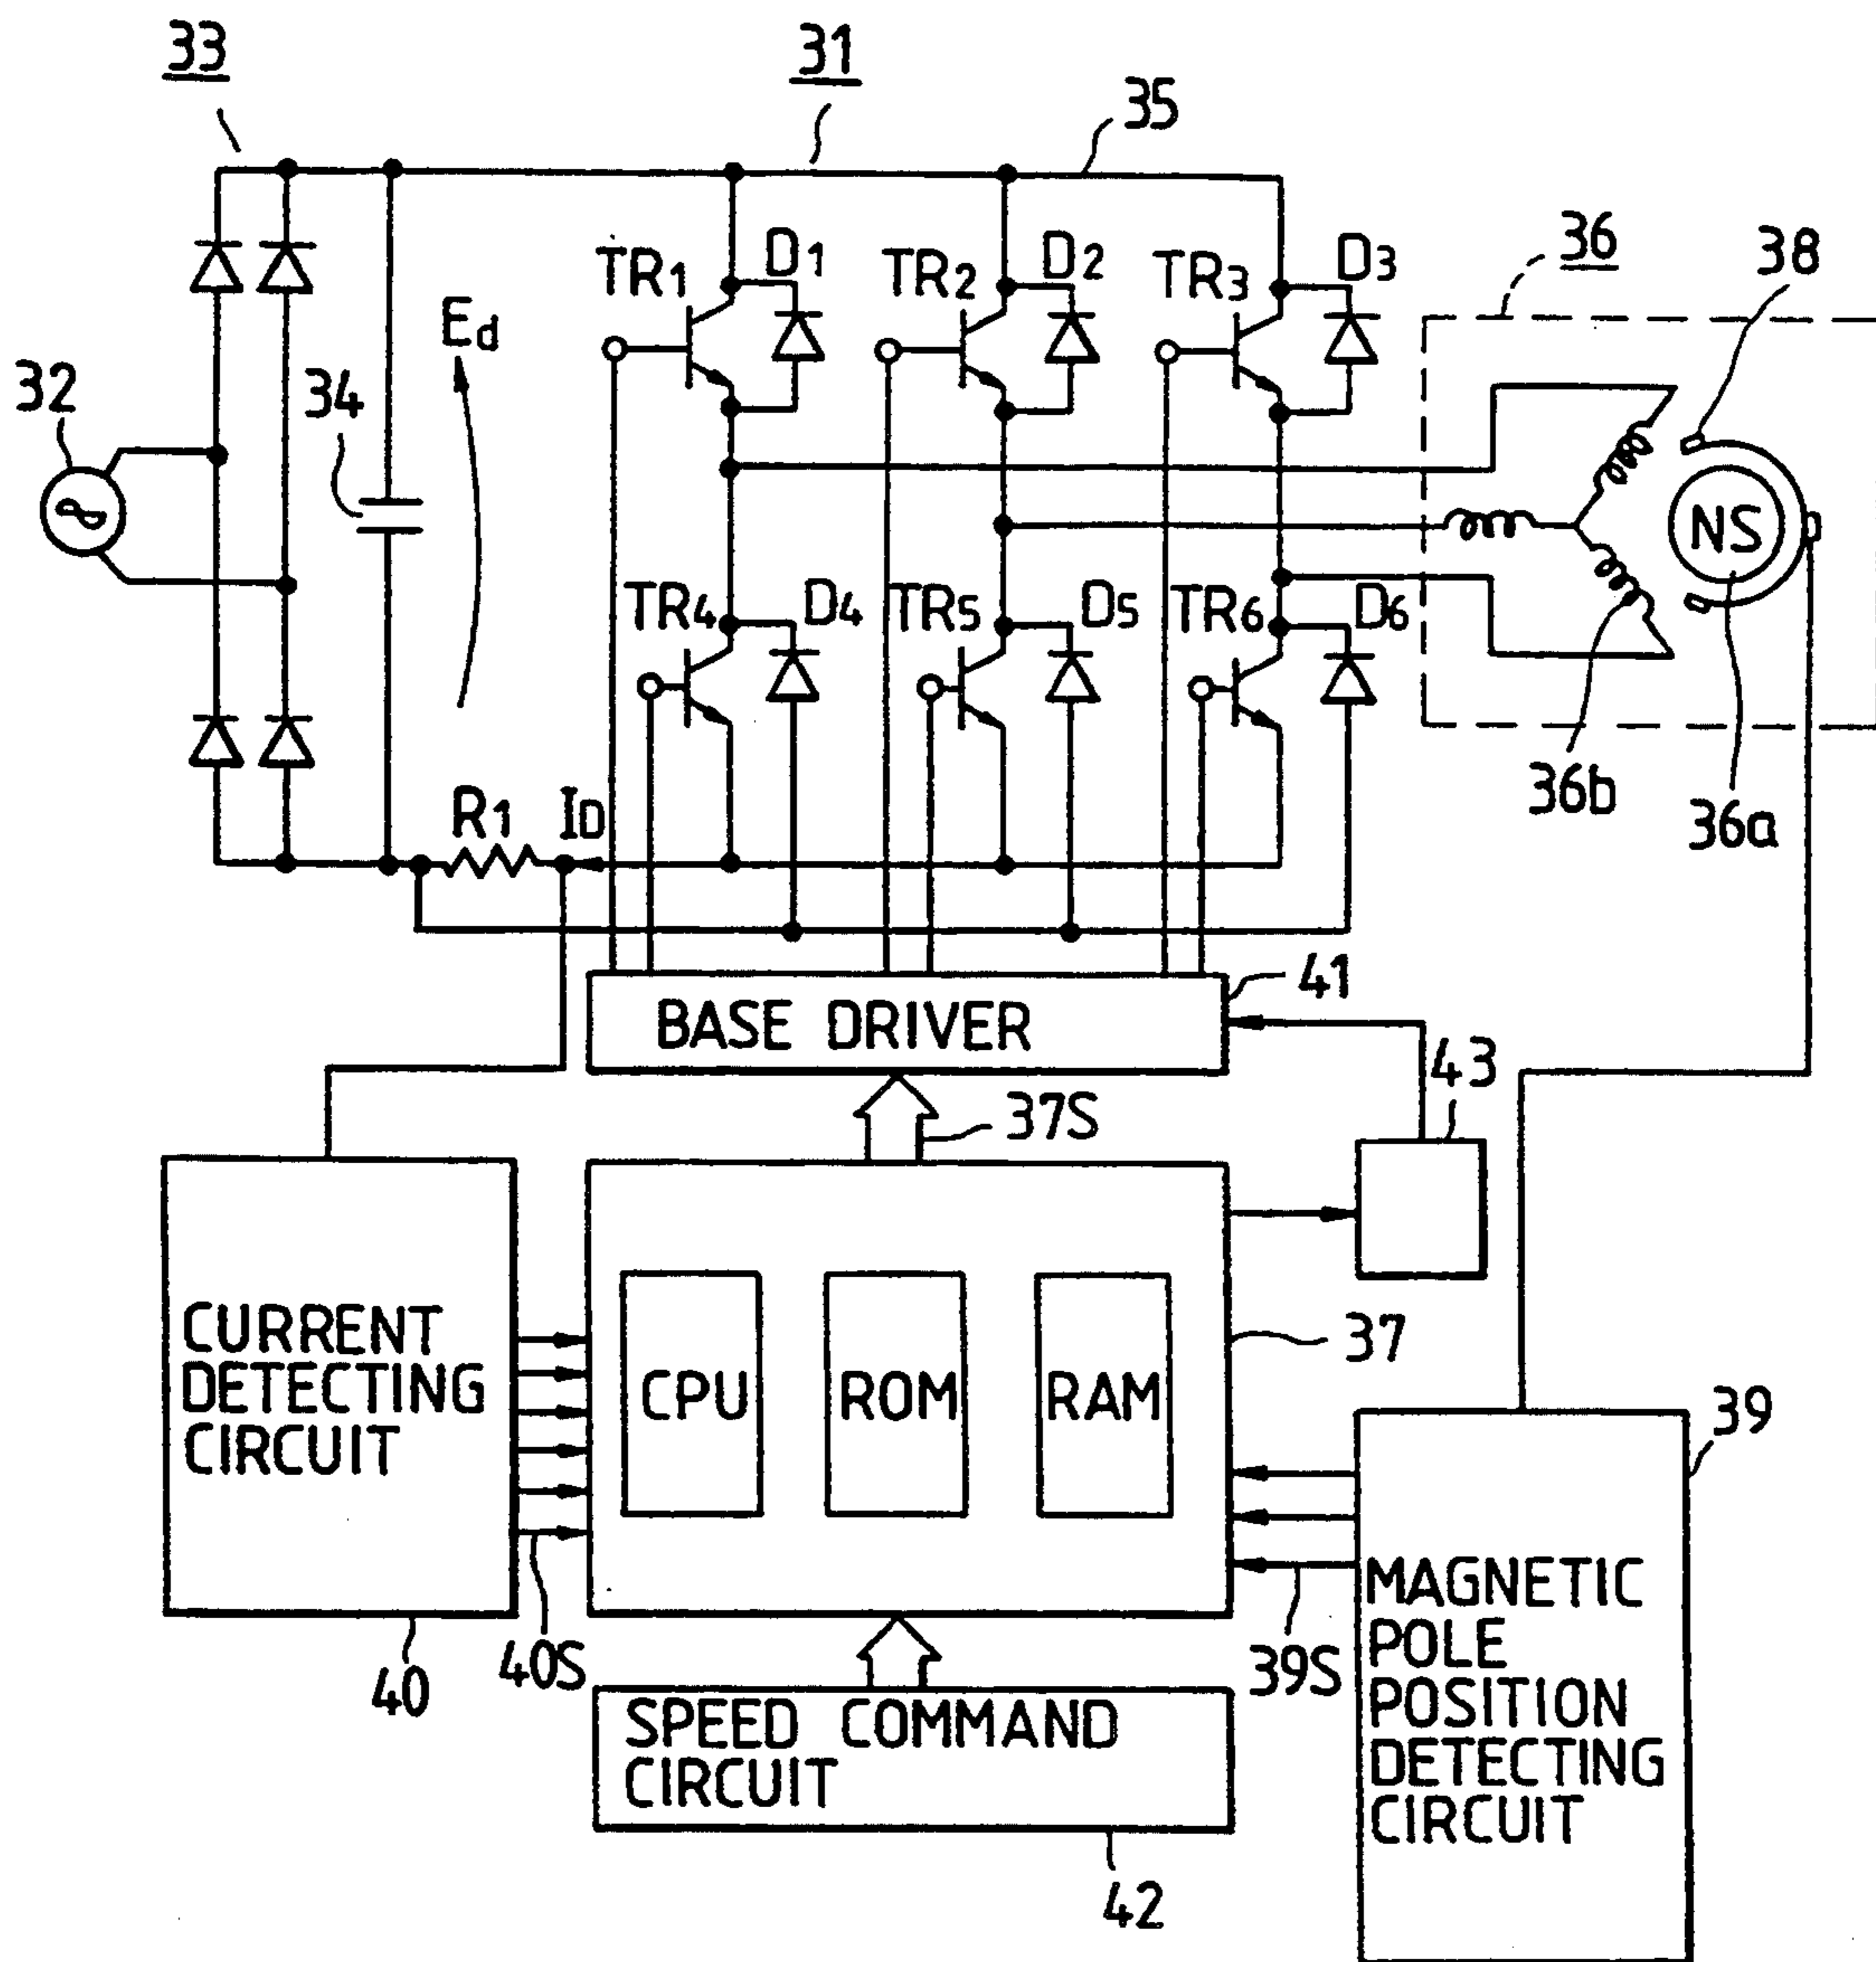 33
31
35
36
38
TR1
D1
TR2
D2
TR3
D3
Ed
32
34
NS
TR4
D4
TR5
D5
TR6
D6
36b
36a
R1
ID
41
BASE DRIVER
43
37S
CURRENT
DETECTING
CIRCUIT
CPU
ROM
RAM
37
39
40
40S
39S
MAGNETIC
POLE
POSITION
DETECTING
CIRCUIT
SPEED COMMAND
CIRCUIT
42